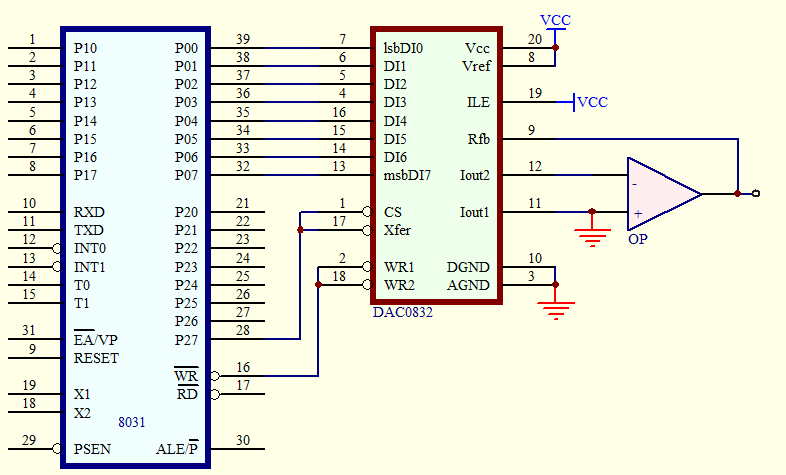 VCC
1 P10 P00 39 7 lsbDI0 Vcc 20
2 P11 P01 38 6 DI1 Vref 8
3 P12 P02 37 5 DI2
4 P13 P03 36 4 DI3 ILE 19 VCC
5 P14 P04 35 16 DI4
6 P15 P05 34 15 DI5 Rfb 9
7 P16 P06 33 14 DI6
8 P17 P07 32 13 msbDI7 Iout2 12 -
10 RXD P20 21 1 CS Iout1 11 +
11 TXD P21 22 17 Xfer
12 INT0 P22 23 OP
13 INT1 P23 24 2 WR1 DGND 10
14 T0 P24 25 18 WR2 AGND 3
15 T1 P25 26
P26 27 DAC0832
31 EA/VP P27 28
9 RESET
WR 16
19 X1 RD 17
18 X2
8031
29 PSEN ALE/P 30